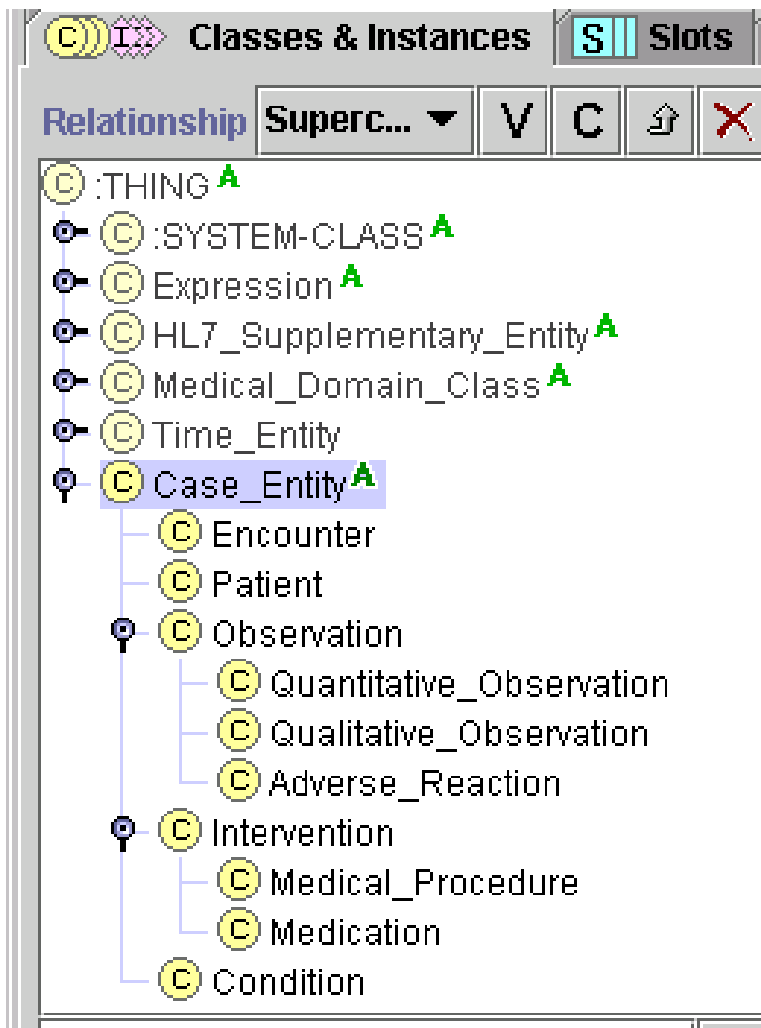 C I Classes & Instances S Slots
Relationship Superc... V C
C :THING A
C :SYSTEM-CLASS A
C Expression A
C HL7_Supplementary_Entity A
C Medical_Domain_Class A
C Time_Entity
C Case_Entity A
C Encounter
C Patient
C Observation
C Quantitative_Observation
C Qualitative_Observation
C Adverse_Reaction
C Intervention
C Medical_Procedure
C Medication
C Condition